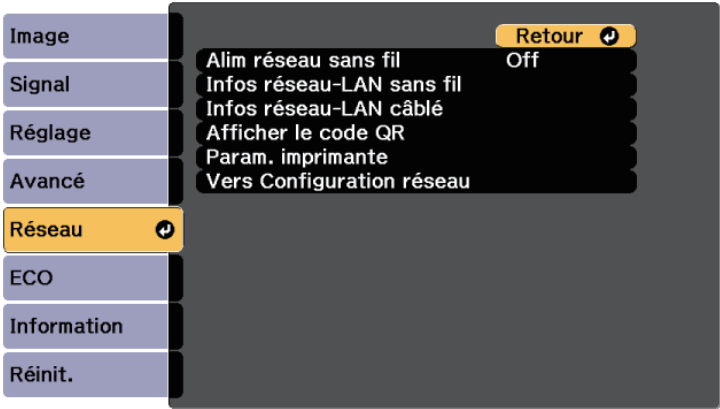 Image
Signal
Réglage
Avancé
Réseau
ECO
Information
Réinit.
Retour
Alim réseau sans fil Off
Infos réseau-LAN sans fil
Infos réseau-LAN câblé
Afficher le code QR
Param. imprimante
Vers Configuration réseau